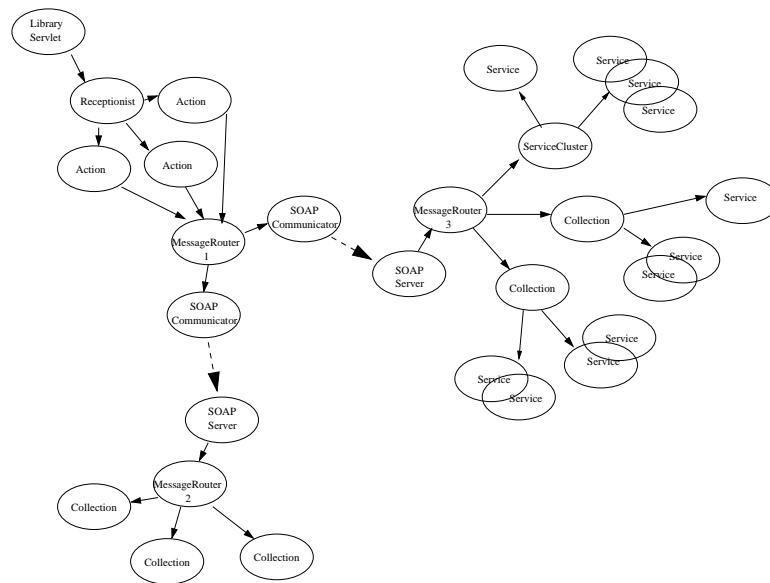 Library
Servlet
Receptionist
Action
Action
Action
MessageRouter
1
SOAP
Communicator
SOAP
Communicator
SOAP
Server
MessageRouter
3
Service
Service
Service
Service
ServiceCluster
Collection
Service
Service
Service
Collection
Service
Service
Service
Service
SOAP
Server
MessageRouter
2
Collection
Collection
Collection